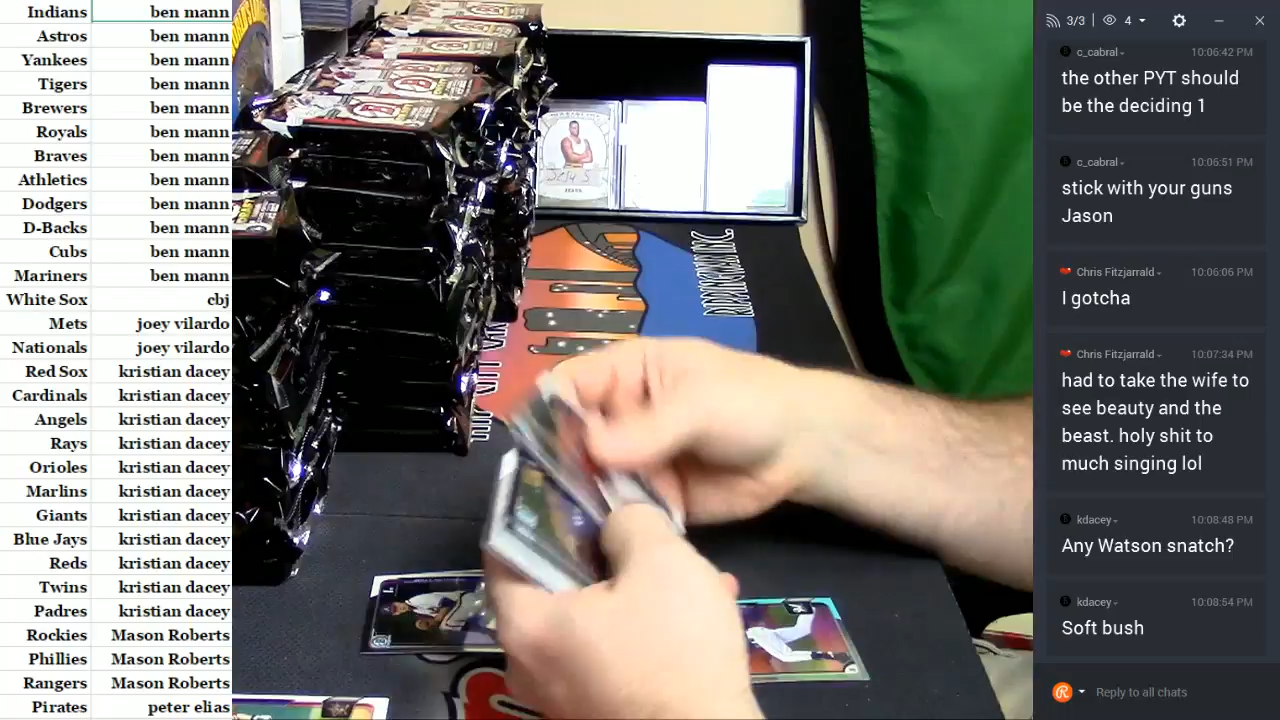 Indians ben mann
Astros ben mann
Yankees ben mann
Tigers ben mann
Brewers ben mann
Royals ben mann
Braves ben mann
Athletics ben mann
Dodgers ben mann
D-Backs ben mann
Cubs ben mann
Mariners ben mann
White Sox cbj
Mets joey vilardo
Nationals joey vilardo
Red Sox kristian dacey
Cardinals kristian dacey
Angels kristian dacey
Rays kristian dacey
Orioles kristian dacey
Marlins kristian dacey
Giants kristian dacey
Blue Jays kristian dacey
Reds kristian dacey
Twins kristian dacey
Padres kristian dacey
Rockies Mason Roberts
Phillies Mason Roberts
Rangers Mason Roberts
Pirates peter elias
3/3 4
c_cabral 10:06:42 PM
the other PYT should
be the deciding 1
c_cabral 10:06:51 PM
stick with your guns
Jason
Chris Fitzjarrald 10:06:06 PM
I gotcha
Chris Fitzjarrald 10:07:34 PM
had to take the wife to
see beauty and the
beast. holy shit to
much singing lol
kdacey 10:08:48 PM
Any Watson snatch?
kdacey 10:08:54 PM
Soft bush
Reply to all chats